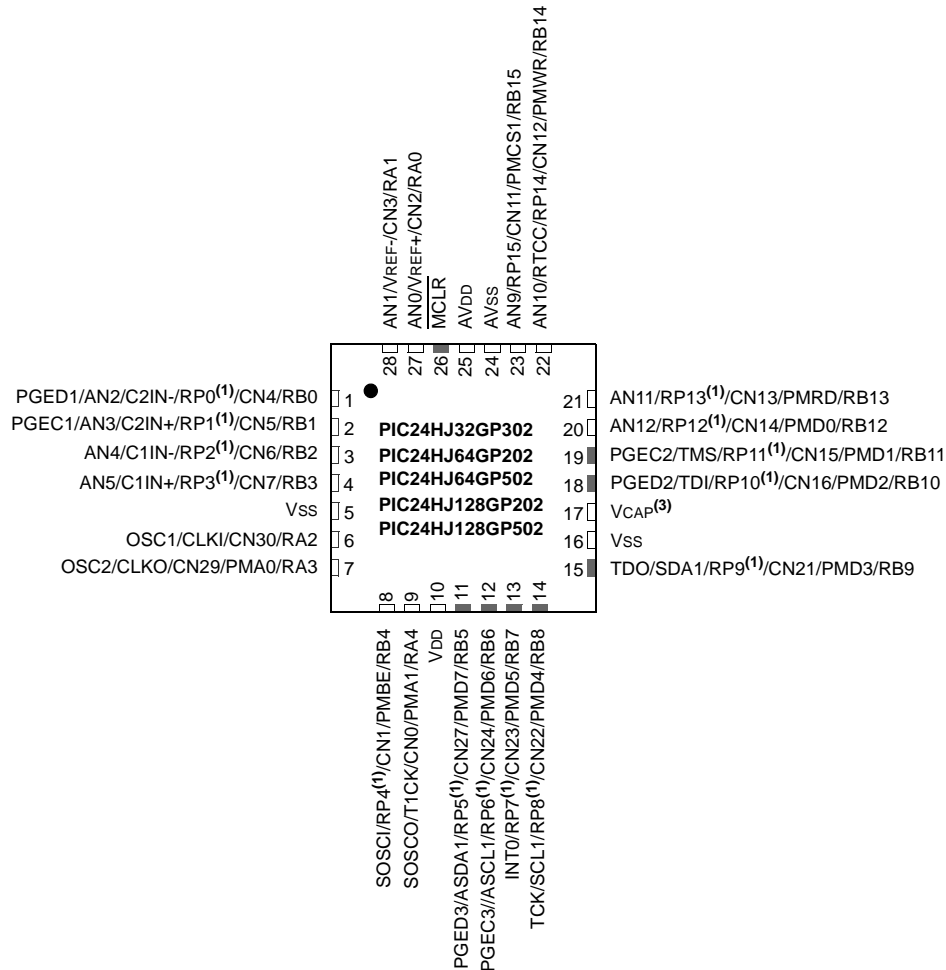 AN1/VREF-/CN3/RA1
AN0/VREF+/CN2/RA0
MCLR
AVDD
AVSS
AN9/RP15/CN11/PMCS1/RB15
AN10/RTCC/RP14/CN12/PMWR/RB14
28
27
26
25
24
23
22
PGED1/AN2/C2IN-/RP0(1)/CN4/RB0
1
PGEC1/AN3/C2IN+/RP1(1)/CN5/RB1
2
AN4/C1IN-/RP2(1)/CN6/RB2
3
AN5/C1IN+/RP3(1)/CN7/RB3
4
VSS
5
OSC1/CLKI/CN30/RA2
6
OSC2/CLKO/CN29/PMA0/RA3
7
PIC24HJ32GP302
PIC24HJ64GP202
PIC24HJ64GP502
PIC24HJ128GP202
PIC24HJ128GP502
21
AN11/RP13(1)/CN13/PMRD/RB13
20
AN12/RP12(1)/CN14/PMD0/RB12
19
PGEC2/TMS/RP11(1)/CN15/PMD1/RB11
18
PGED2/TDI/RP10(1)/CN16/PMD2/RB10
17
VCAP(3)
16
VSS
15
TDO/SDA1/RP9(1)/CN21/PMD3/RB9
8
9
10
11
12
13
14
SOSCI/RP4(1)/CN1/PMBE/RB4
SOSCO/T1CK/CN0/PMA1/RA4
VDD
PGED3/ASDA1/RP5(1)/CN27/PMD7/RB5
PGEC3//ASCL1/RP6(1)/CN24/PMD6/RB6
INT0/RP7(1)/CN23/PMD5/RB7
TCK/SCL1/RP8(1)/CN22/PMD4/RB8